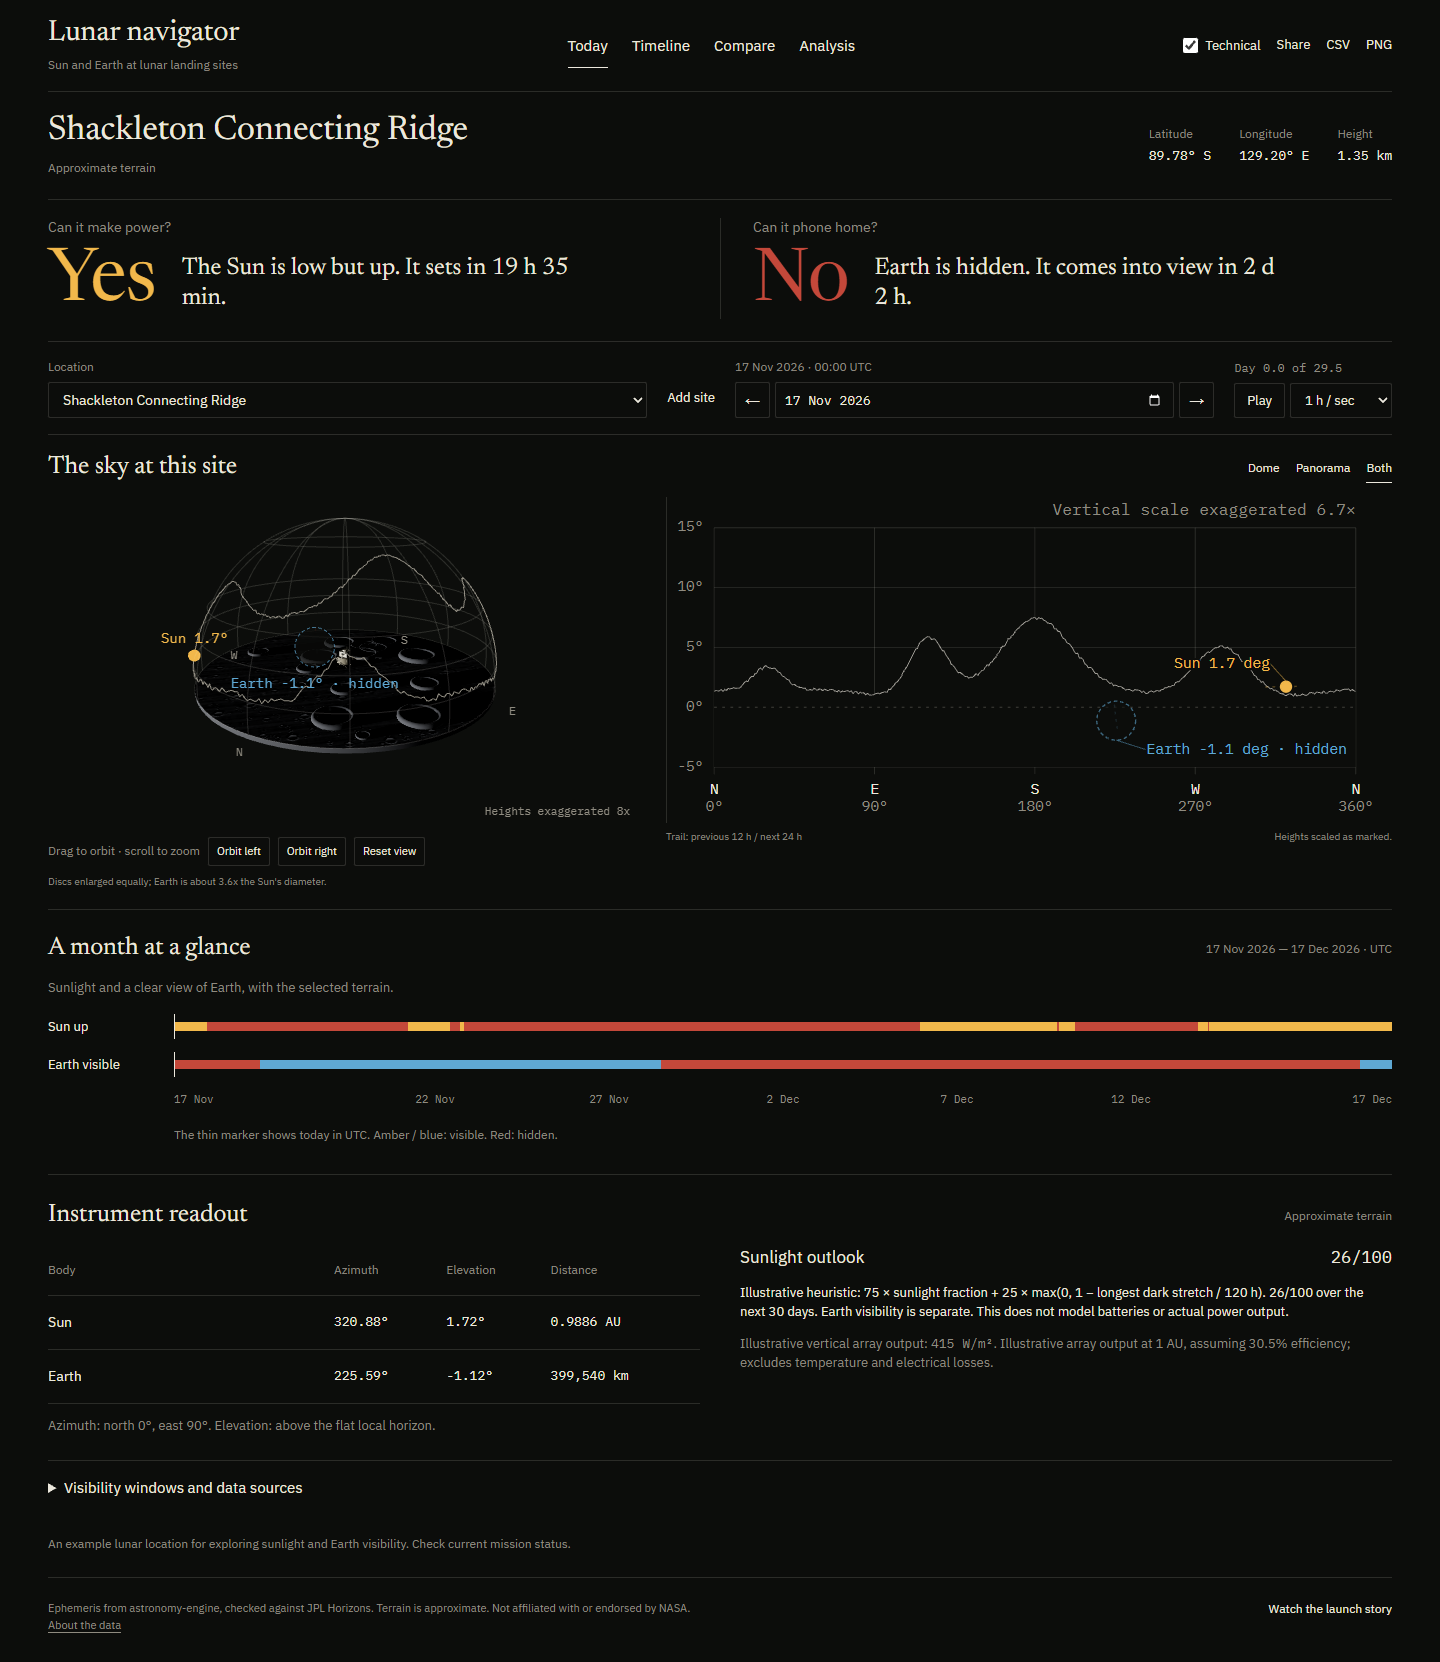 Lunar navigator
Sun and Earth at lunar landing sites
Today Timeline Compare Analysis
Technical Share CSV PNG
Shackleton Connecting Ridge
Approximate terrain
Latitude Longitude Height
89.78° S 129.20° E 1.35 km
Can it make power?
Yes
The Sun is low but up. It sets in 19 h 35
min.
Can it phone home?
No
Earth is hidden. It comes into view in 2 d
2 h.
Location
Shackleton Connecting Ridge
Add site
17 Nov 2026 · 00:00 UTC
← 17 Nov 2026 →
Day 0.0 of 29.5
Play 1 h / sec
The sky at this site
Dome Panorama Both
Sun 1.7°
W
S
Earth -1.1° · hidden
E
N
Heights exaggerated 8x
Drag to orbit · scroll to zoom Orbit left Orbit right Reset view
Discs enlarged equally; Earth is about 3.6x the Sun's diameter.
Vertical scale exaggerated 6.7×
15°
10°
5°
0°
-5°
Sun 1.7 deg
Earth -1.1 deg · hidden
N E S W N
0° 90° 180° 270° 360°
Trail: previous 12 h / next 24 h
Heights scaled as marked.
A month at a glance
17 Nov 2026 — 17 Dec 2026 · UTC
Sunlight and a clear view of Earth, with the selected terrain.
Sun up
Earth visible
17 Nov 22 Nov 27 Nov 2 Dec 7 Dec 12 Dec 17 Dec
The thin marker shows today in UTC. Amber / blue: visible. Red: hidden.
Instrument readout
Approximate terrain
Body Azimuth Elevation Distance
Sun 320.88° 1.72° 0.9886 AU
Earth 225.59° -1.12° 399,540 km
Azimuth: north 0°, east 90°. Elevation: above the flat local horizon.
Sunlight outlook 26/100
Illustrative heuristic: 75 × sunlight fraction + 25 × max(0, 1 − longest dark stretch / 120 h). 26/100 over the
next 30 days. Earth visibility is separate. This does not model batteries or actual power output.
Illustrative vertical array output: 415 W/m². Illustrative array output at 1 AU, assuming 30.5% efficiency;
excludes temperature and electrical losses.
Visibility windows and data sources
An example lunar location for exploring sunlight and Earth visibility. Check current mission status.
Ephemeris from astronomy-engine, checked against JPL Horizons. Terrain is approximate. Not affiliated with or endorsed by NASA.
About the data
Watch the launch story